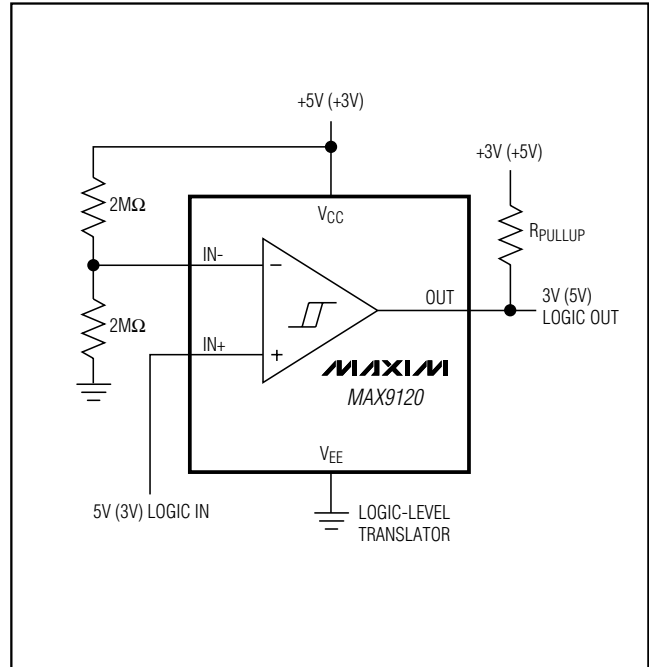 +5V (+3V)
+3V (+5V)
2MΩ
VCC
RPULLUP
IN-
−
OUT
3V (5V)
LOGIC OUT
2MΩ
IN+
+
MAXIM
MAX9120
VEE
5V (3V) LOGIC IN
LOGIC-LEVEL
TRANSLATOR